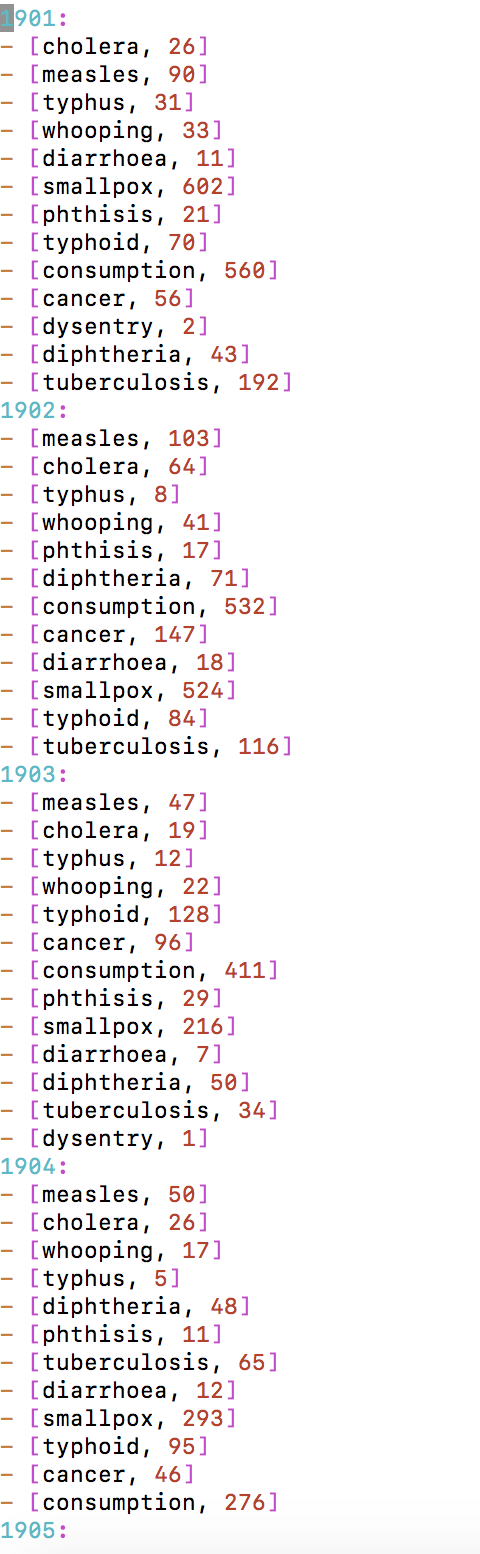 1901:
- [cholera, 26]
- [measles, 90]
- [typhus, 31]
- [whooping, 33]
- [diarrhoea, 11]
- [smallpox, 602]
- [phthisis, 21]
- [typhoid, 70]
- [consumption, 560]
- [cancer, 56]
- [dysentry, 2]
- [diphtheria, 43]
- [tuberculosis, 192]
1902:
- [measles, 103]
- [cholera, 64]
- [typhus, 8]
- [whooping, 41]
- [phthisis, 17]
- [diphtheria, 71]
- [consumption, 532]
- [cancer, 147]
- [diarrhoea, 18]
- [smallpox, 524]
- [typhoid, 84]
- [tuberculosis, 116]
1903:
- [measles, 47]
- [cholera, 19]
- [typhus, 12]
- [whooping, 22]
- [typhoid, 128]
- [cancer, 96]
- [consumption, 411]
- [phthisis, 29]
- [smallpox, 216]
- [diarrhoea, 7]
- [diphtheria, 50]
- [tuberculosis, 34]
- [dysentry, 1]
1904:
- [measles, 50]
- [cholera, 26]
- [whooping, 17]
- [typhus, 5]
- [diphtheria, 48]
- [phthisis, 11]
- [tuberculosis, 65]
- [diarrhoea, 12]
- [smallpox, 293]
- [typhoid, 95]
- [cancer, 46]
- [consumption, 276]
1905: